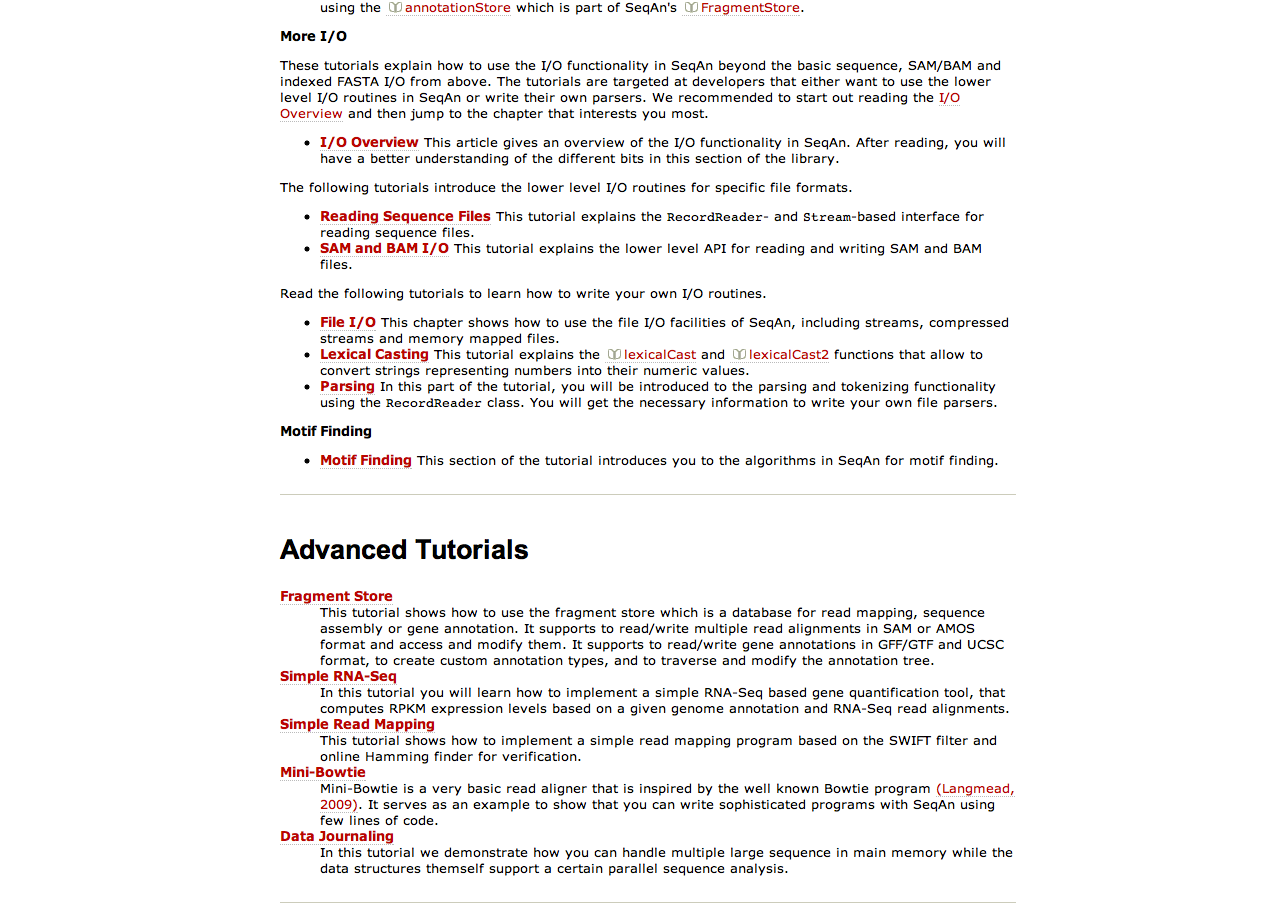 using the annotationStore which is part of SeqAn's FragmentStore.
More I/O
These tutorials explain how to use the I/O functionality in SeqAn beyond the basic sequence, SAM/BAM and
indexed FASTA I/O from above. The tutorials are targeted at developers that either want to use the lower
level I/O routines in SeqAn or write their own parsers. We recommended to start out reading the I/O
Overview and then jump to the chapter that interests you most.
• I/O Overview This article gives an overview of the I/O functionality in SeqAn. After reading, you will
have a better understanding of the different bits in this section of the library.
The following tutorials introduce the lower level I/O routines for specific file formats.
• Reading Sequence Files This tutorial explains the RecordReader- and Stream-based interface for
reading sequence files.
• SAM and BAM I/O This tutorial explains the lower level API for reading and writing SAM and BAM
files.
Read the following tutorials to learn how to write your own I/O routines.
• File I/O This chapter shows how to use the file I/O facilities of SeqAn, including streams, compressed
streams and memory mapped files.
• Lexical Casting This tutorial explains the lexicalCast and lexicalCast2 functions that allow to
convert strings representing numbers into their numeric values.
• Parsing In this part of the tutorial, you will be introduced to the parsing and tokenizing functionality
using the RecordReader class. You will get the necessary information to write your own file parsers.
Motif Finding
• Motif Finding This section of the tutorial introduces you to the algorithms in SeqAn for motif finding.
Advanced Tutorials
Fragment Store
This tutorial shows how to use the fragment store which is a database for read mapping, sequence
assembly or gene annotation. It supports to read/write multiple read alignments in SAM or AMOS
format and access and modify them. It supports to read/write gene annotations in GFF/GTF and UCSC
format, to create custom annotation types, and to traverse and modify the annotation tree.
Simple RNA-Seq
In this tutorial you will learn how to implement a simple RNA-Seq based gene quantification tool, that
computes RPKM expression levels based on a given genome annotation and RNA-Seq read alignments.
Simple Read Mapping
This tutorial shows how to implement a simple read mapping program based on the SWIFT filter and
online Hamming finder for verification.
Mini-Bowtie
Mini-Bowtie is a very basic read aligner that is inspired by the well known Bowtie program (Langmead,
2009). It serves as an example to show that you can write sophisticated programs with SeqAn using
few lines of code.
Data Journaling
In this tutorial we demonstrate how you can handle multiple large sequence in main memory while the
data structures themself support a certain parallel sequence analysis.